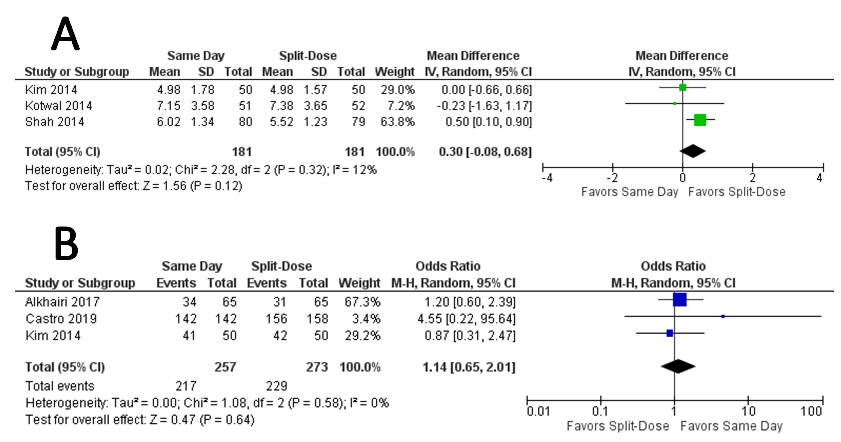 A
Same Day Split-Dose Mean Difference Mean Difference
Study or Subgroup Mean SD Total Mean SD Total Weight IV, Random, 95% CI IV, Random, 95% CI
Kim 2014 4.98 1.78 50 4.98 1.57 50 29.0% 0.00 [-0.66, 0.66]
Kotwal 2014 7.15 3.58 51 7.38 3.65 52 7.2% -0.23 [-1.63, 1.17]
Shah 2014 6.02 1.34 80 5.52 1.23 79 63.8% 0.50 [0.10, 0.90]
Total (95% CI) 181 181 100.0% 0.30 [-0.08, 0.68]
Heterogeneity: Tau² = 0.02; Chi² = 2.28, df = 2 (P = 0.32); I² = 12%
Test for overall effect: Z = 1.56 (P = 0.12)
-4 -2 0 2 4
Favors Same Day Favors Split-Dose
B
Same Day Split-Dose Odds Ratio Odds Ratio
Study or Subgroup Events Total Events Total Weight M-H, Random, 95% CI M-H, Random, 95% CI
Alkhairi 2017 34 65 31 65 67.3% 1.20 [0.60, 2.39]
Castro 2019 142 142 156 158 3.4% 4.55 [0.22, 95.64]
Kim 2014 41 50 42 50 29.2% 0.87 [0.31, 2.47]
Total (95% CI) 257 273 100.0% 1.14 [0.65, 2.01]
Total events 217 229
Heterogeneity: Tau² = 0.00; Chi² = 1.08, df = 2 (P = 0.58); I² = 0%
Test for overall effect: Z = 0.47 (P = 0.64)
0.01 0.1 1 10 100
Favors Split-Dose Favors Same Day